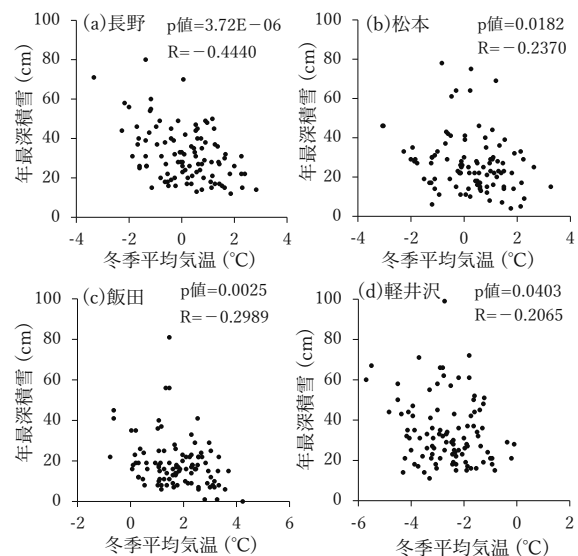 (a)長野
p値=3.72E−06
R=−0.4440
年最深積雪 (cm)
100
80
60
40
20
0
-4 -2 0 2 4
冬季平均気温 (℃)
(b)松本
p値=0.0182
R=−0.2370
年最深積雪 (cm)
100
80
60
40
20
0
-4 -2 0 2 4
冬季平均気温 (℃)
(c)飯田
p値=0.0025
R=−0.2989
年最深積雪 (cm)
100
80
60
40
20
0
-2 0 2 4 6
冬季平均気温 (℃)
(d)軽井沢
p値=0.0403
R=−0.2065
年最深積雪 (cm)
100
80
60
40
20
0
-6 -4 -2 0 2
冬季平均気温 (℃)